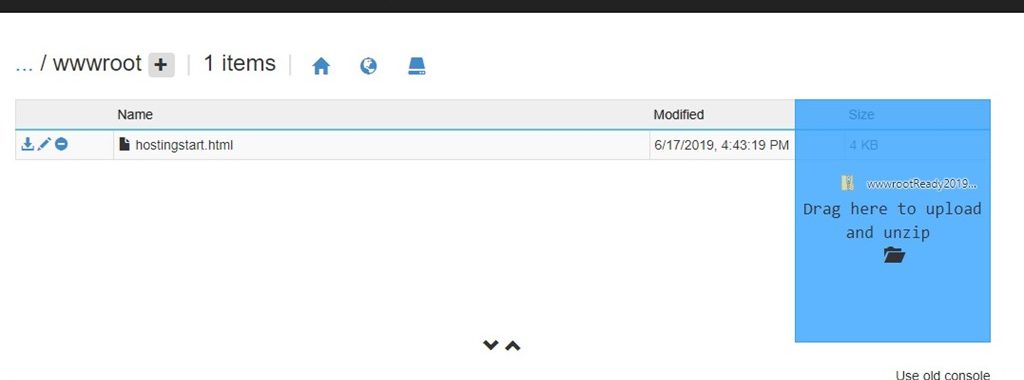 ... / wwwroot + | 1 items |
Name Modified Size
hostingstart.html 6/17/2019, 4:43:19 PM 4 KB
wwwrootReady2019...
Drag here to upload
and unzip
Use old console